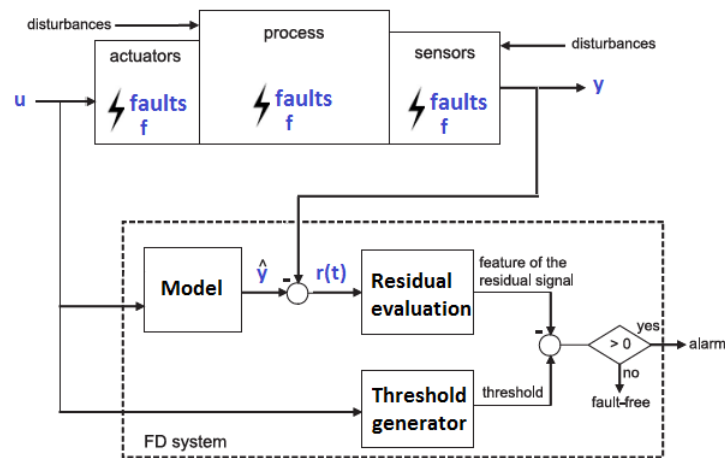 disturbances
process
actuators
sensors
disturbances
u
faults
f
faults
f
faults
f
y
Model
ŷ
-
r(t)
Residual
evaluation
feature of the
residual signal
-
> 0
yes
alarm
no
fault-free
Threshold
generator
threshold
FD system